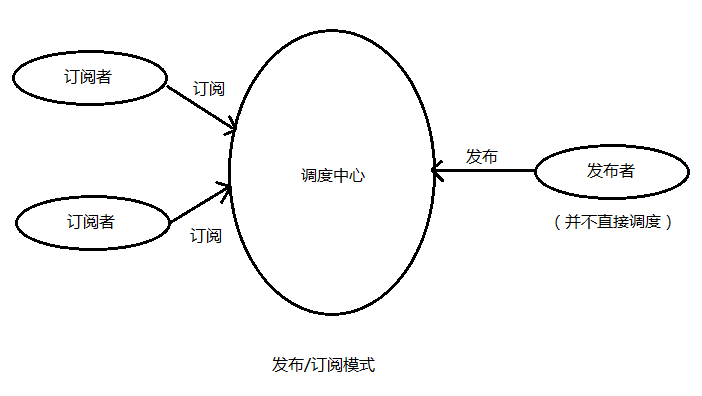 订阅者
订阅
调度中心
发布
发布者
订阅者
订阅
（并不直接调度）
发布/订阅模式